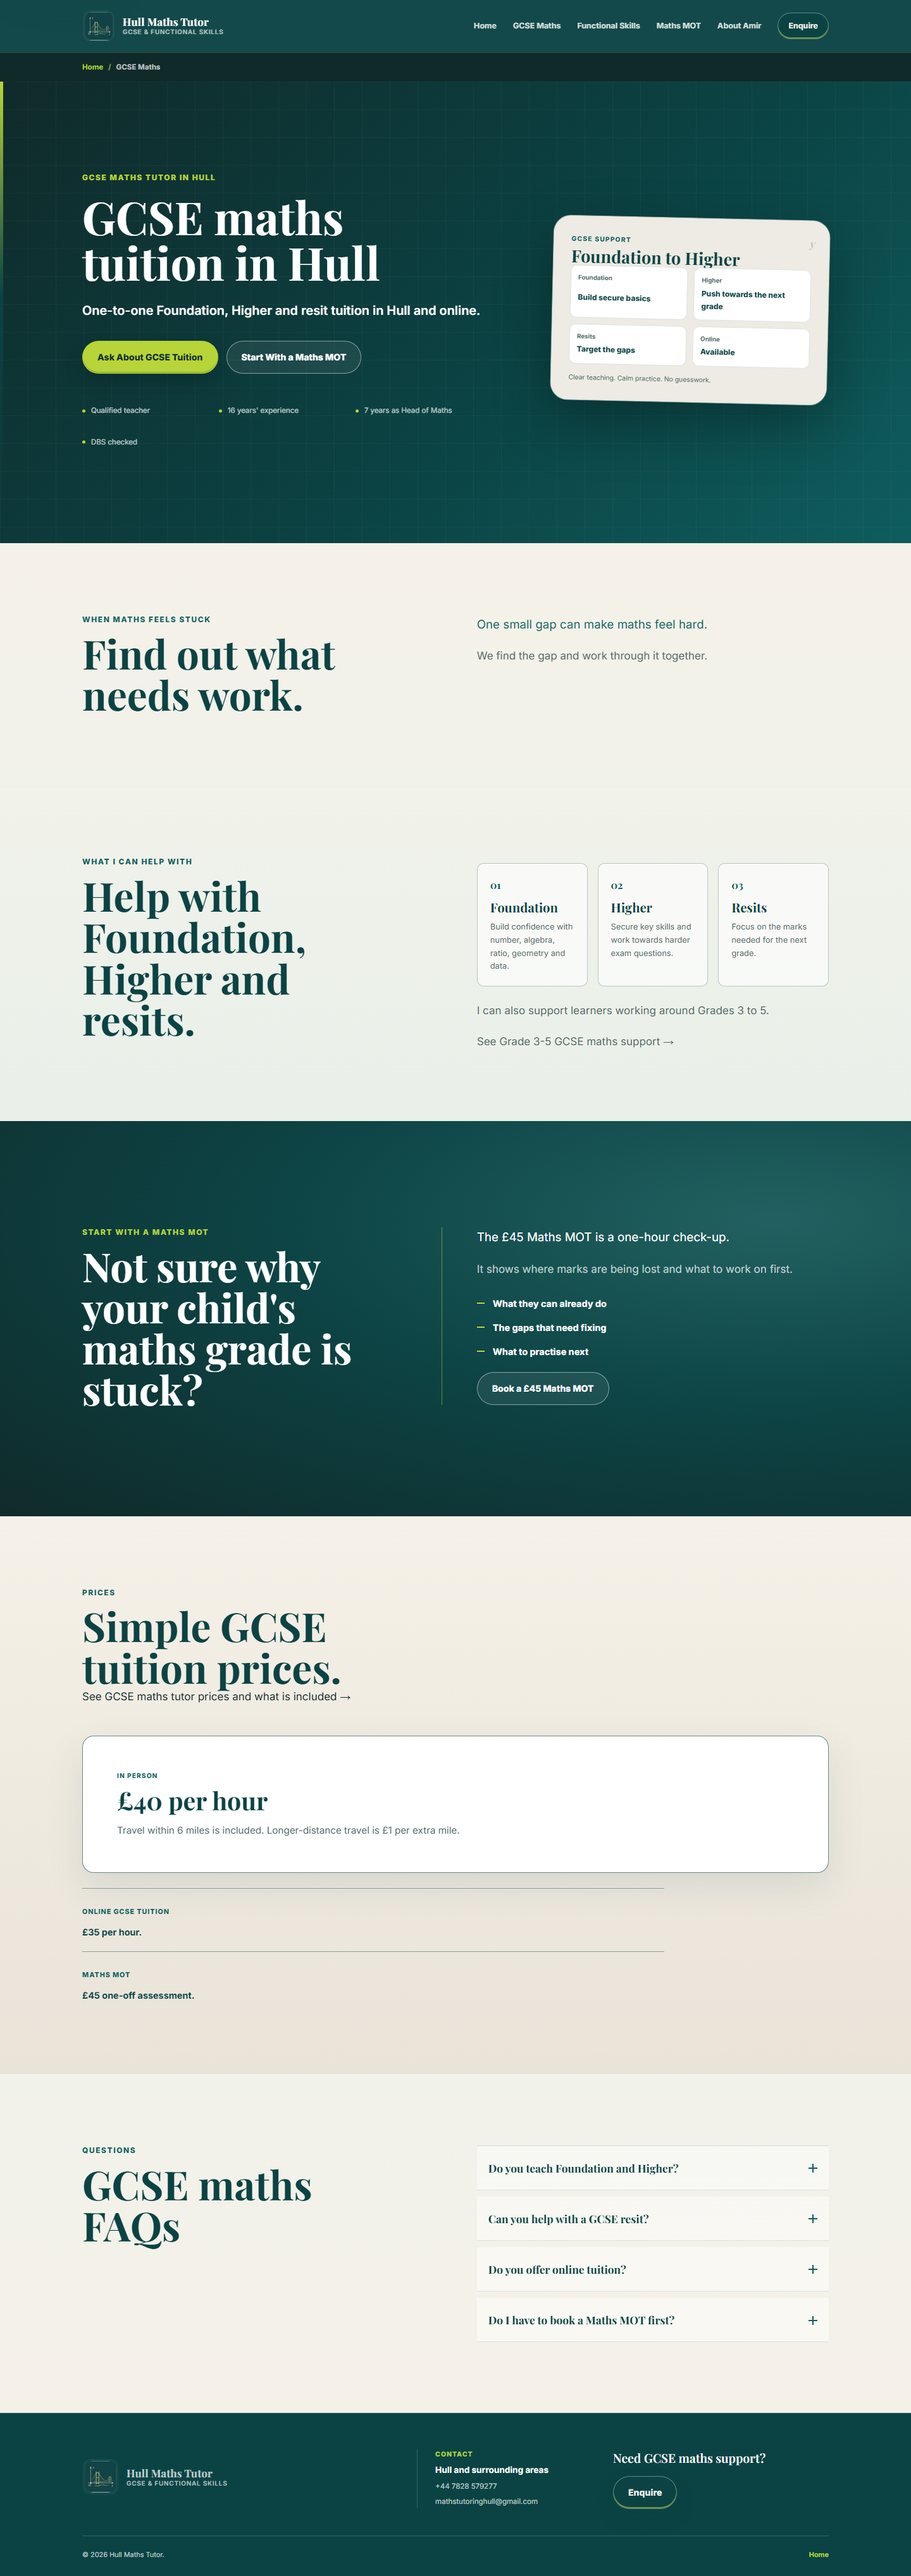 Hull Maths Tutor
GCSE & FUNCTIONAL SKILLS
Home
GCSE Maths
Functional Skills
Maths MOT
About Amir
Enquire
Home / GCSE Maths
GCSE MATHS TUTOR IN HULL
GCSE maths
tuition in Hull
One-to-one Foundation, Higher and resit tuition in Hull and online.
Ask About GCSE Tuition
Start With a Maths MOT
Qualified teacher
16 years' experience
7 years as Head of Maths
DBS checked
GCSE SUPPORT
y
Foundation to Higher
Foundation
Build secure basics
Higher
Push towards the next
grade
Resits
Target the gaps
Online
Available
Clear teaching. Calm practice. No guesswork.
WHEN MATHS FEELS STUCK
Find out what
needs work.
One small gap can make maths feel hard.
We find the gap and work through it together.
WHAT I CAN HELP WITH
Help with
Foundation,
Higher and
resits.
01
Foundation
Build confidence with
number, algebra,
ratio, geometry and
data.
02
Higher
Secure key skills and
work towards harder
exam questions.
03
Resits
Focus on the marks
needed for the next
grade.
I can also support learners working around Grades 3 to 5.
See Grade 3-5 GCSE maths support →
START WITH A MATHS MOT
Not sure why
your child's
maths grade is
stuck?
The £45 Maths MOT is a one-hour check-up.
It shows where marks are being lost and what to work on first.
What they can already do
The gaps that need fixing
What to practise next
Book a £45 Maths MOT
PRICES
Simple GCSE
tuition prices.
See GCSE maths tutor prices and what is included →
IN PERSON
£40 per hour
Travel within 6 miles is included. Longer-distance travel is £1 per extra mile.
ONLINE GCSE TUITION
£35 per hour.
MATHS MOT
£45 one-off assessment.
QUESTIONS
GCSE maths
FAQs
Do you teach Foundation and Higher?
Can you help with a GCSE resit?
Do you offer online tuition?
Do I have to book a Maths MOT first?
Hull Maths Tutor
GCSE & FUNCTIONAL SKILLS
CONTACT
Hull and surrounding areas
+44 7828 579277
mathstutoringhull@gmail.com
Need GCSE maths support?
Enquire
© 2026 Hull Maths Tutor.
Home